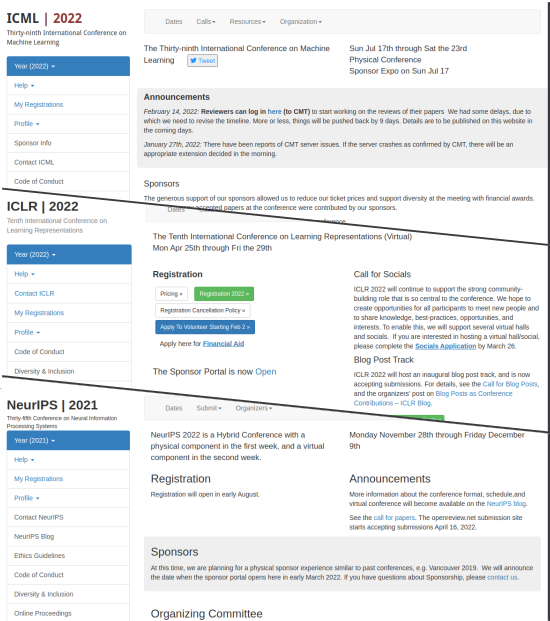 ICML | 2022
Thirty-ninth International Conference on
Machine Learning
Year (2022)
Help
My Registrations
Profile
Sponsor Info
Contact ICML
Code of Conduct
Dates Calls Resources Organization
The Thirty-ninth International Conference on Machine
Learning Tweet
Sun Jul 17th through Sat the 23rd
Physical Conference
Sponsor Expo on Sun Jul 17
Announcements
February 14, 2022: Reviewers can log in here (to CMT) to start working on the reviews of their papers We had some delays, due to
which we need to revise the timeline. More or less, things will be pushed back by 9 days. Details are to be published on this website in
the coming days.
January 27th, 2022: There have been reports of CMT server issues. If the server crashes as confirmed by CMT, there will be an
appropriate extension decided in the morning.
Sponsors
The generous support of our sponsors allowed us to reduce our ticket prices and support diversity at the meeting with financial awards.
accepted papers at the conference were contributed by our sponsors.
ICLR | 2022
Tenth International Conference on
Learning Representations
Year (2022)
Help
Contact ICLR
My Registrations
Profile
Code of Conduct
Diversity & Inclusion
Dates
The Tenth International Conference on Learning Representations (Virtual)
Mon Apr 25th through Fri the 29th
Registration
Pricing »
Registration 2022 »
Registration Cancellation Policy »
Apply To Volunteer Starting Feb 2 »
Apply here for Financial Aid
The Sponsor Portal is now Open
Call for Socials
ICLR 2022 will continue to support the strong community-
building role that is so central to the conference. We hope to
create opportunities for all participants to meet new people and
to share knowledge, best-practices, opportunities, and
interests. To enable this, we will support several virtual halls
and socials. If you are interested in hosting a virtual hall/social,
please complete the Socials Application by March 26.
Blog Post Track
ICLR 2022 will host an inaugural blog post track, and is now
accepting submissions. For details, see the Call for Blog Posts,
and the organizers' post on Blog Posts as Conference
Contributions – ICLR Blog.
NeurIPS | 2021
Thirty-fifth Conference on Neural Information
Processing Systems
Year (2021)
Help
My Registrations
Profile
Contact NeurIPS
NeurIPS Blog
Ethics Guidelines
Code of Conduct
Diversity & Inclusion
Online Proceedings
Dates Submit Organizers
NeurIPS 2022 is a Hybrid Conference with a
physical component in the first week, and a virtual
component in the second week.
Monday November 28th through Friday December
9th
Registration
Registration will open in early August.
Announcements
More information about the conference format, schedule,and
virtual conference will become available on the NeurIPS blog.
See the call for papers. The openreview.net submission site
starts accepting submissions April 16, 2022.
Sponsors
At this time, we are planning for a physical sponsor experience similar to past conferences, e.g. Vancouver 2019. We will announce
the date when the sponsor portal opens here in early March 2022. If you have questions about Sponsorship, please contact us.
Organizing Committee